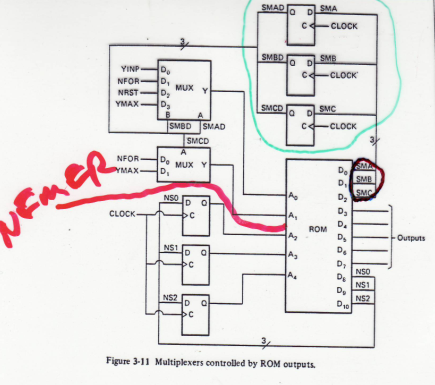 3
SMAD Q D SMA
C CLOCK
SMBD Q D SMB
C CLOCK
SMCD Q D SMC
C CLOCK
3
YINP D0
NFOR D1 MUX Y
NRST D2
YMAX D3
B A
SMBD SMAD
SMCD
A
NFOR D0 MUX Y
YMAX D1
NEMER
CLOCK
NS0 D Q
C
NS1 D Q
C
NS2 D Q
C
A0
A1
A2
A3
A4
ROM
D0 SMA
D1 SMB
D2 SMC
D3
D4
D5
D6
D7
Outputs
D8 NS0
D9 NS1
D10 NS2
3
Figure 3-11 Multiplexers controlled by ROM outputs.